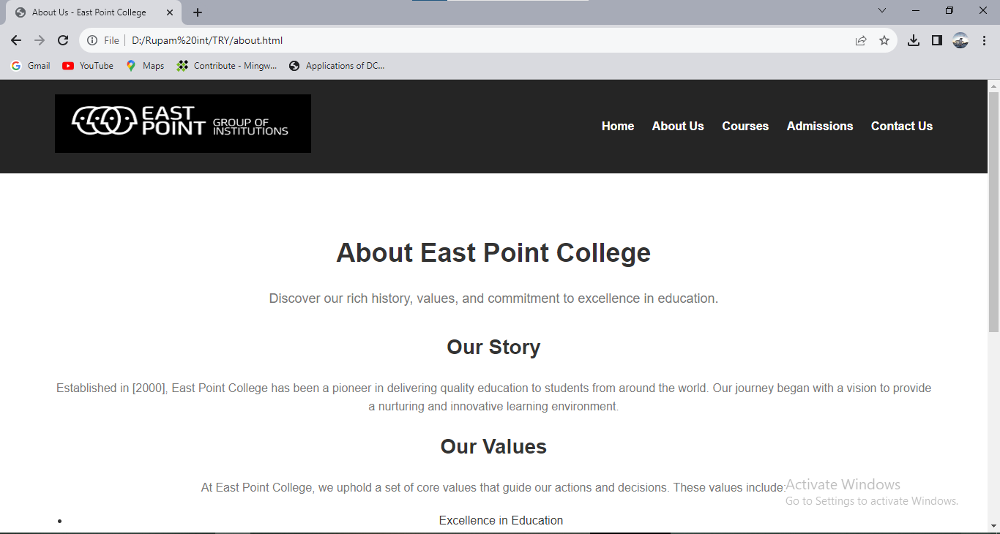 About Us - East Point College
File
D:/Rupam%20int/TRY/about.html
Gmail
YouTube
Maps
Contribute - Mingw...
Applications of DC...
EAST
POINT GROUP OF
INSTITUTIONS
Home
About Us
Courses
Admissions
Contact Us
About East Point College
Discover our rich history, values, and commitment to excellence in education.
Our Story
Established in [2000], East Point College has been a pioneer in delivering quality education to students from around the world. Our journey began with a vision to provide
a nurturing and innovative learning environment.
Our Values
At East Point College, we uphold a set of core values that guide our actions and decisions. These values include:
Activate Windows
Go to Settings to activate Windows.
• Excellence in Education